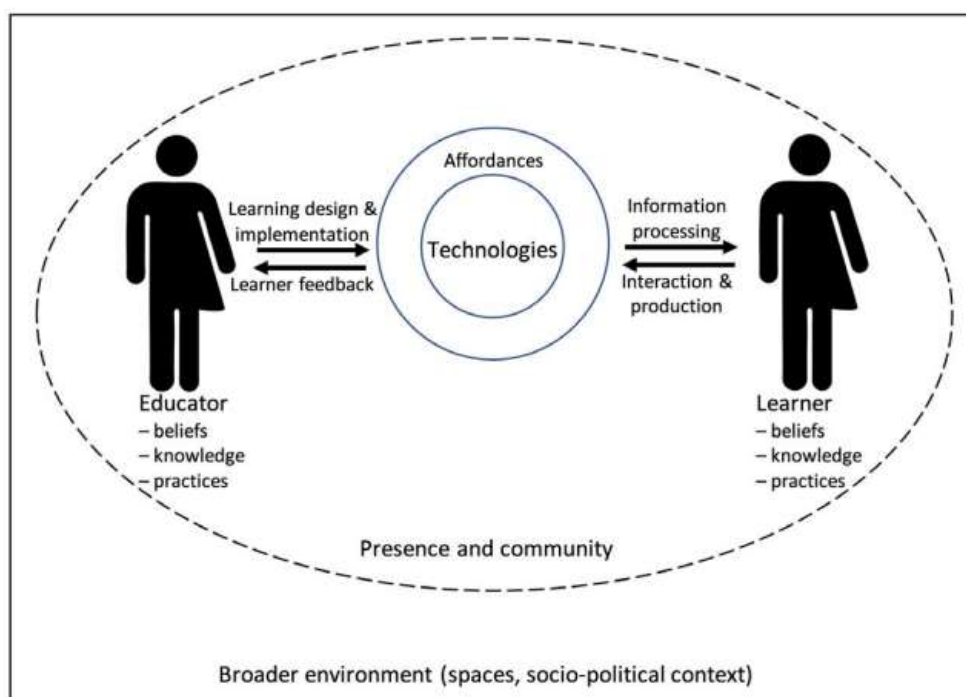 Affordances
Technologies
Learning design &
implementation
Learner feedback
Information
processing
Interaction &
production
Educator
– beliefs
– knowledge
– practices
Learner
– beliefs
– knowledge
– practices
Presence and community
Broader environment (spaces, socio-political context)